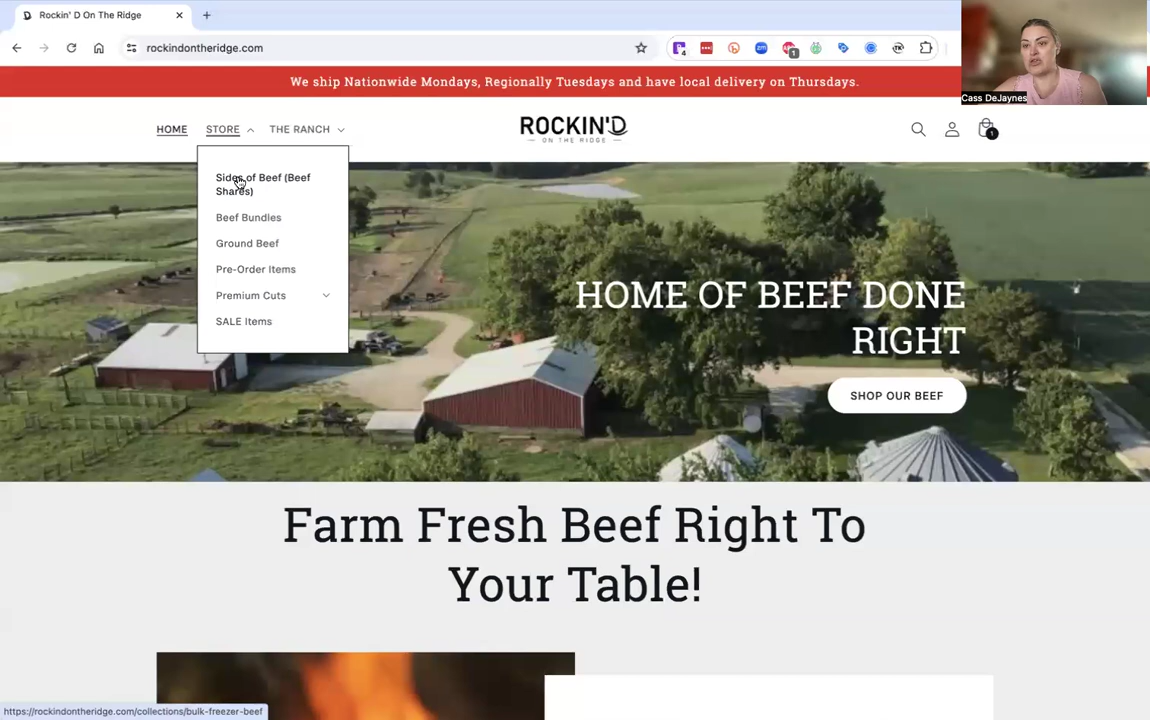 Rockin' D On The Ridge
rockindontheridge.com
4
1
We ship Nationwide Mondays, Regionally Tuesdays and have local delivery on Thursdays.
Cass DeJaynes
HOME
STORE
THE RANCH
ROCKIN'D
ON THE RIDGE
1
Sides of Beef (Beef
Shares)
Beef Bundles
Ground Beef
Pre-Order Items
Premium Cuts
SALE Items
HOME OF BEEF DONE
RIGHT
SHOP OUR BEEF
Farm Fresh Beef Right To
Your Table!
https://rockindontheridge.com/collections/bulk-freezer-beef